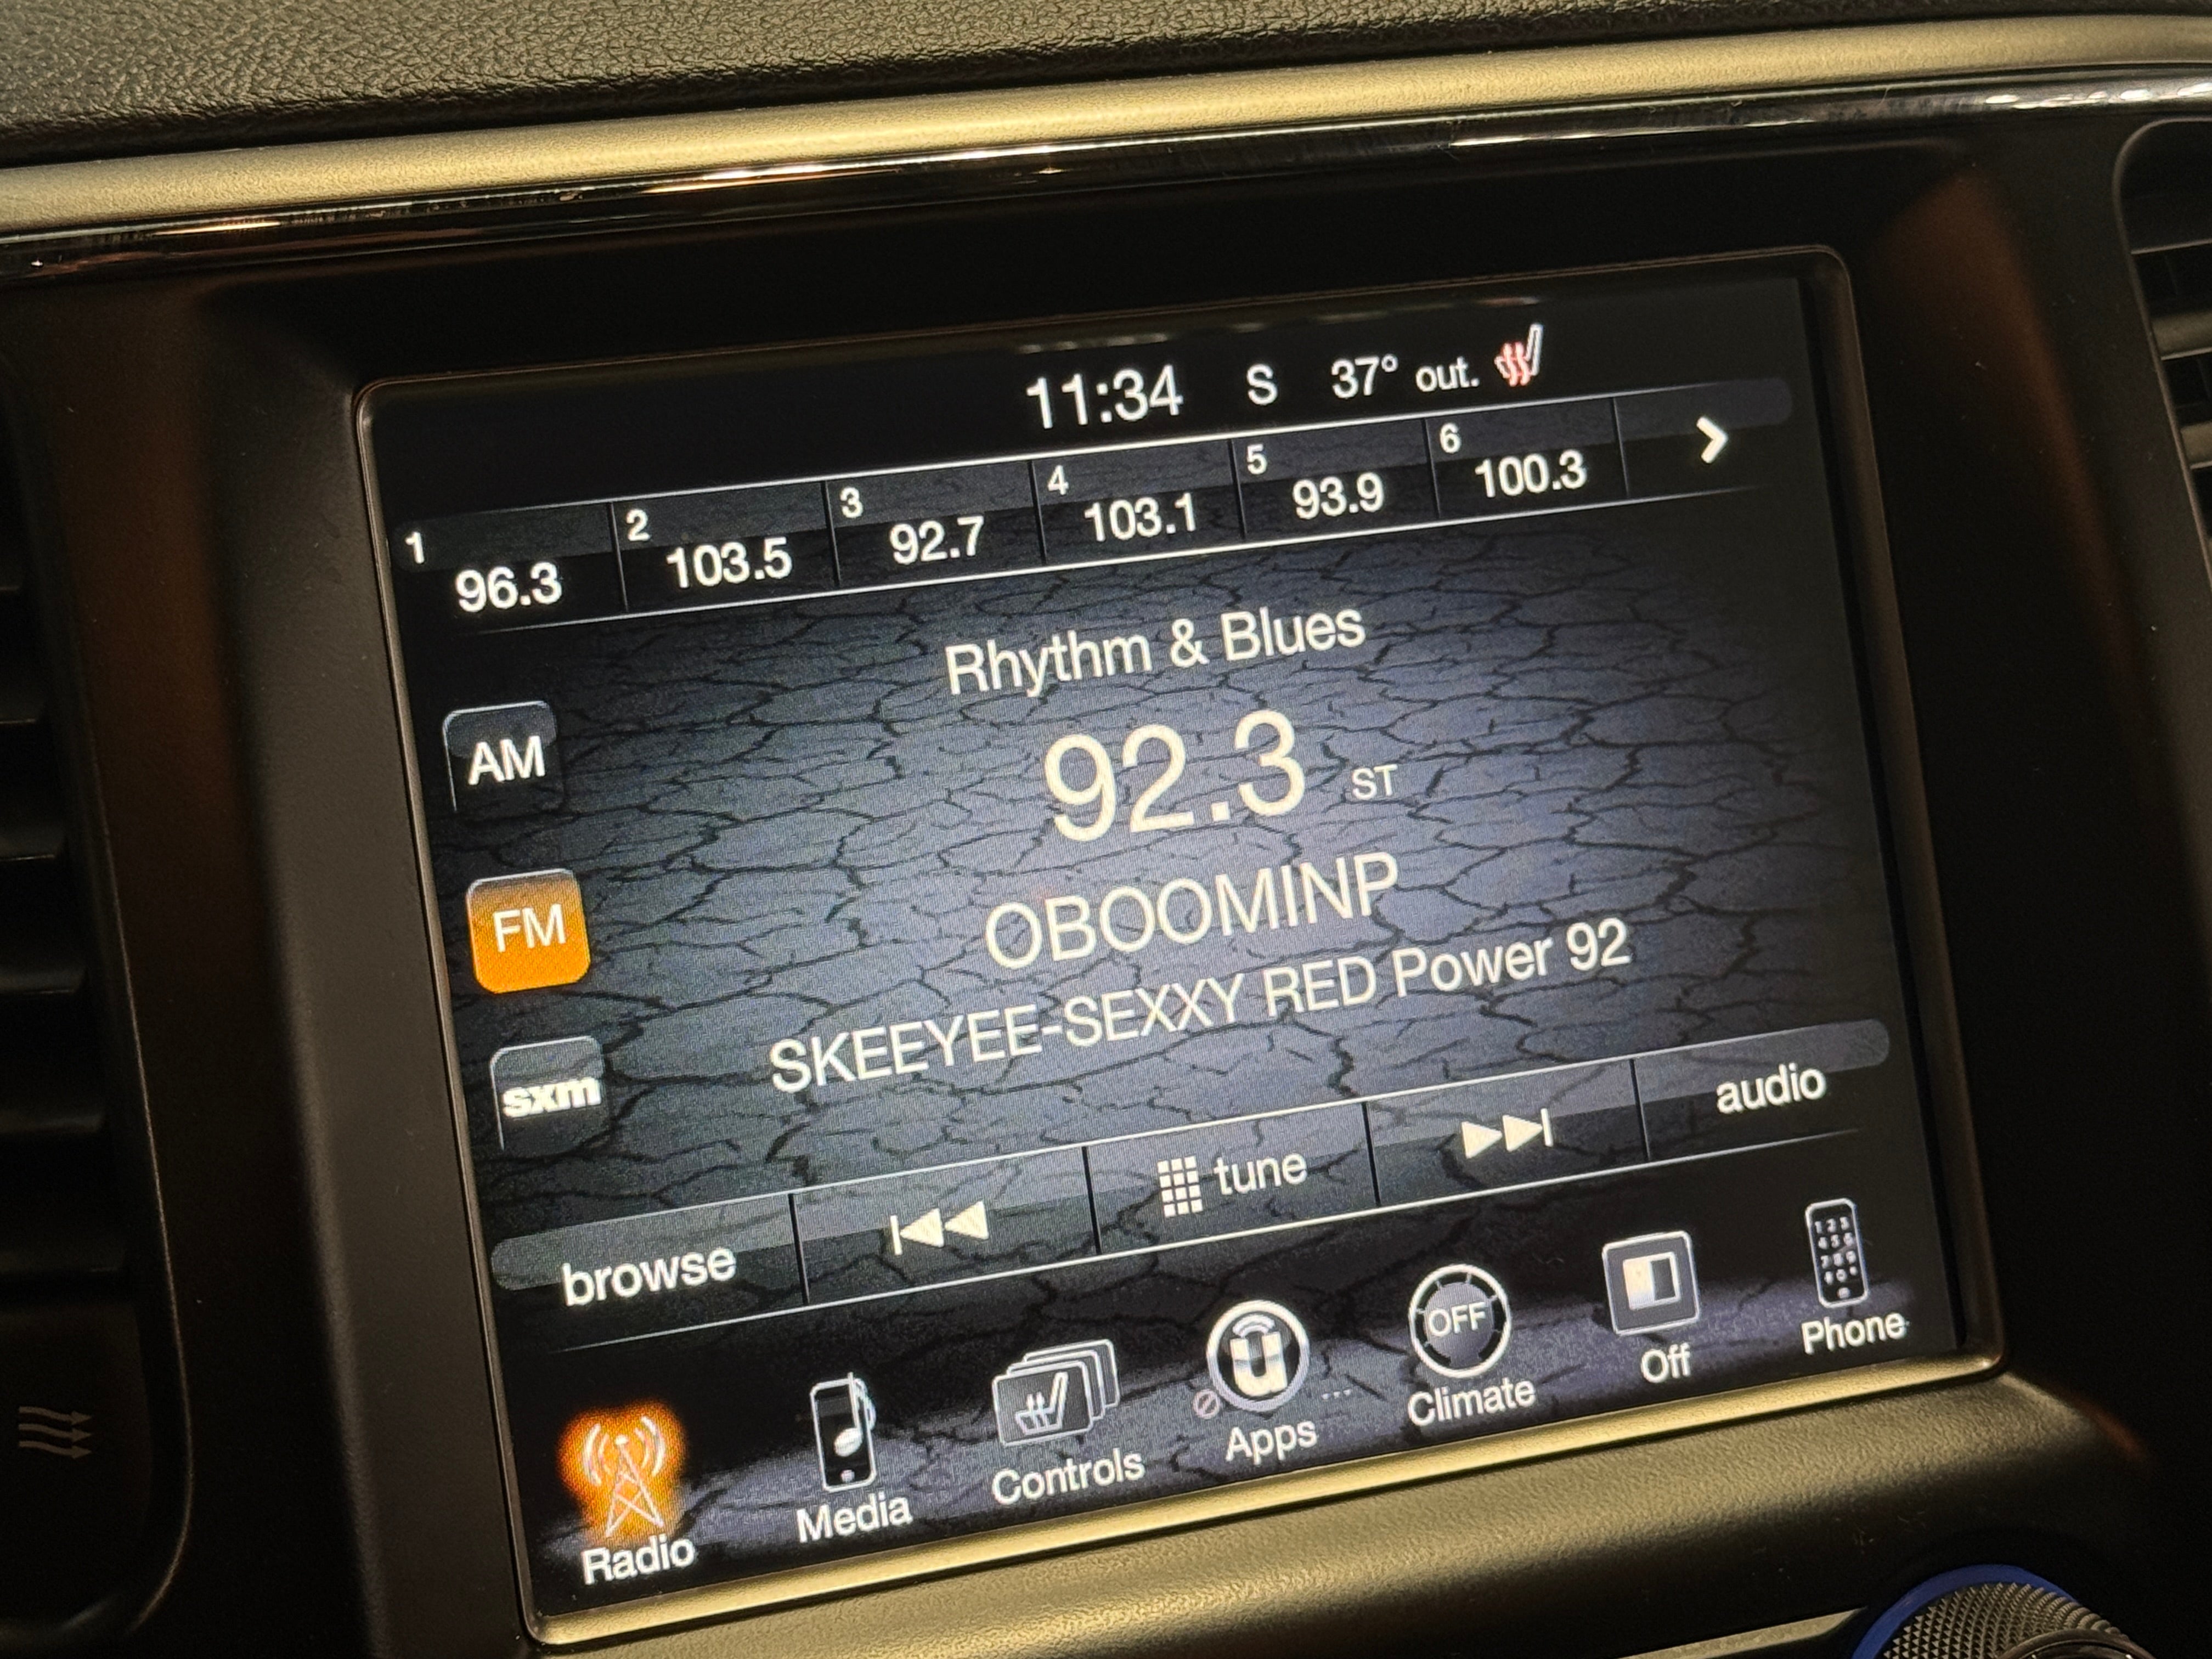 11:34 S 37° out.
1 2 3 4 5 6
96.3 103.5 92.7 103.1 93.9 100.3
Rhythm & Blues
AM
92.3 ST
FM
OBOOMINP
SKEEYEE-SEXXY RED Power 92
sxm
browse tune audio
OFF
Radio Media Controls Apps Climate Off Phone